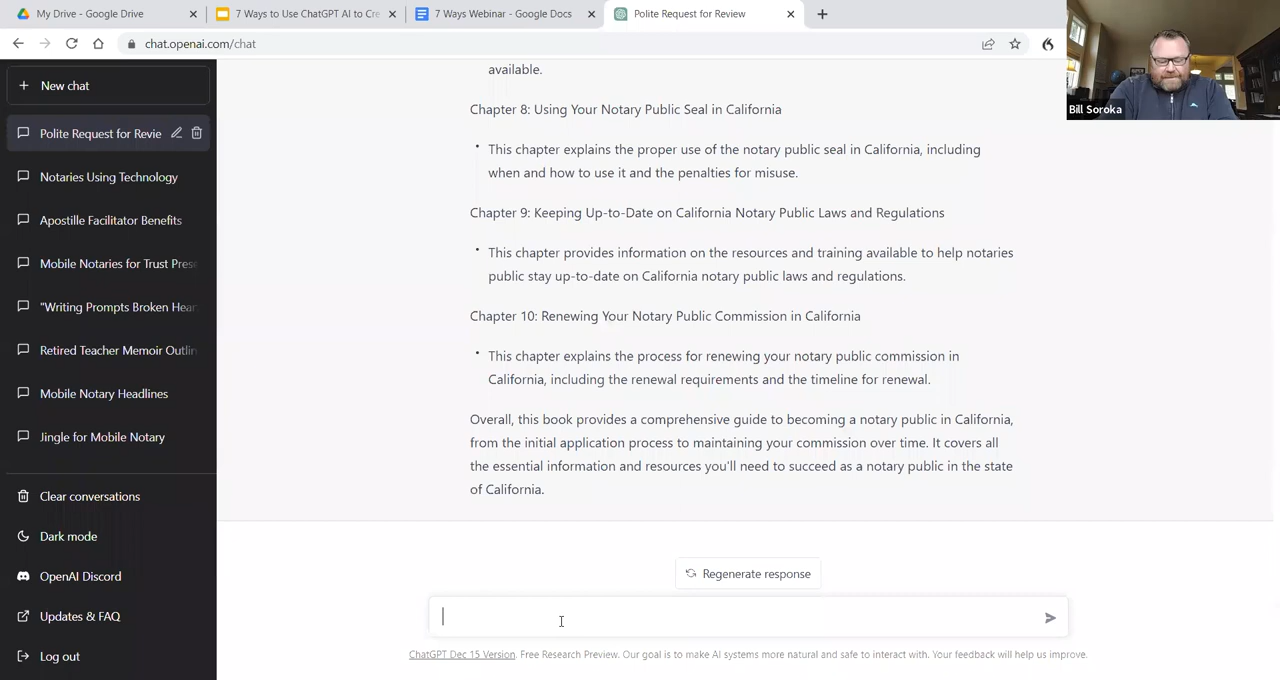 My Drive - Google Drive
7 Ways to Use ChatGPT AI to Cre
7 Ways Webinar - Google Docs
Polite Request for Review
chat.openai.com/chat
Bill Soroka
New chat
Polite Request for Revie
Notaries Using Technology
Apostille Facilitator Benefits
Mobile Notaries for Trust Pres
"Writing Prompts Broken Hear
Retired Teacher Memoir Outlin
Mobile Notary Headlines
Jingle for Mobile Notary
Clear conversations
Dark mode
OpenAI Discord
Updates & FAQ
Log out
available.
Chapter 8: Using Your Notary Public Seal in California
• This chapter explains the proper use of the notary public seal in California, including
when and how to use it and the penalties for misuse.
Chapter 9: Keeping Up-to-Date on California Notary Public Laws and Regulations
• This chapter provides information on the resources and training available to help notaries
public stay up-to-date on California notary public laws and regulations.
Chapter 10: Renewing Your Notary Public Commission in California
• This chapter explains the process for renewing your notary public commission in
California, including the renewal requirements and the timeline for renewal.
Overall, this book provides a comprehensive guide to becoming a notary public in California,
from the initial application process to maintaining your commission over time. It covers all
the essential information and resources you'll need to succeed as a notary public in the state
of California.
Regenerate response
ChatGPT Dec 15 Version. Free Research Preview. Our goal is to make AI systems more natural and safe to interact with. Your feedback will help us improve.